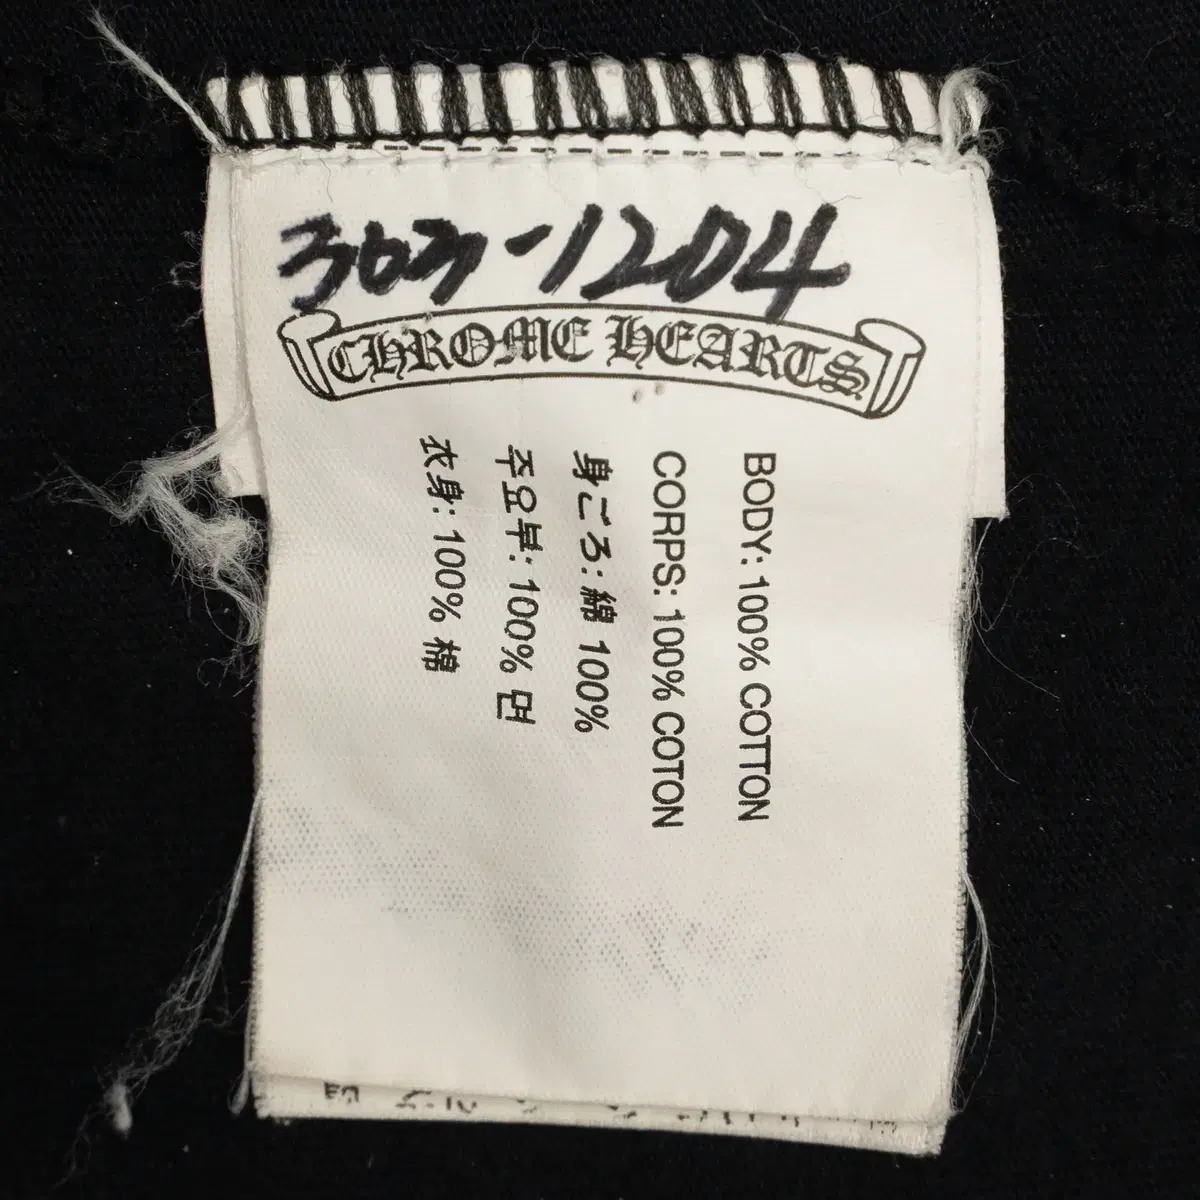 363-1204
CHROME HEARTS
BODY: 100% COTTON
CORPS: 100% COTON
身ごろ: 綿 100%
주요부: 100% 면
衣身: 100% 棉